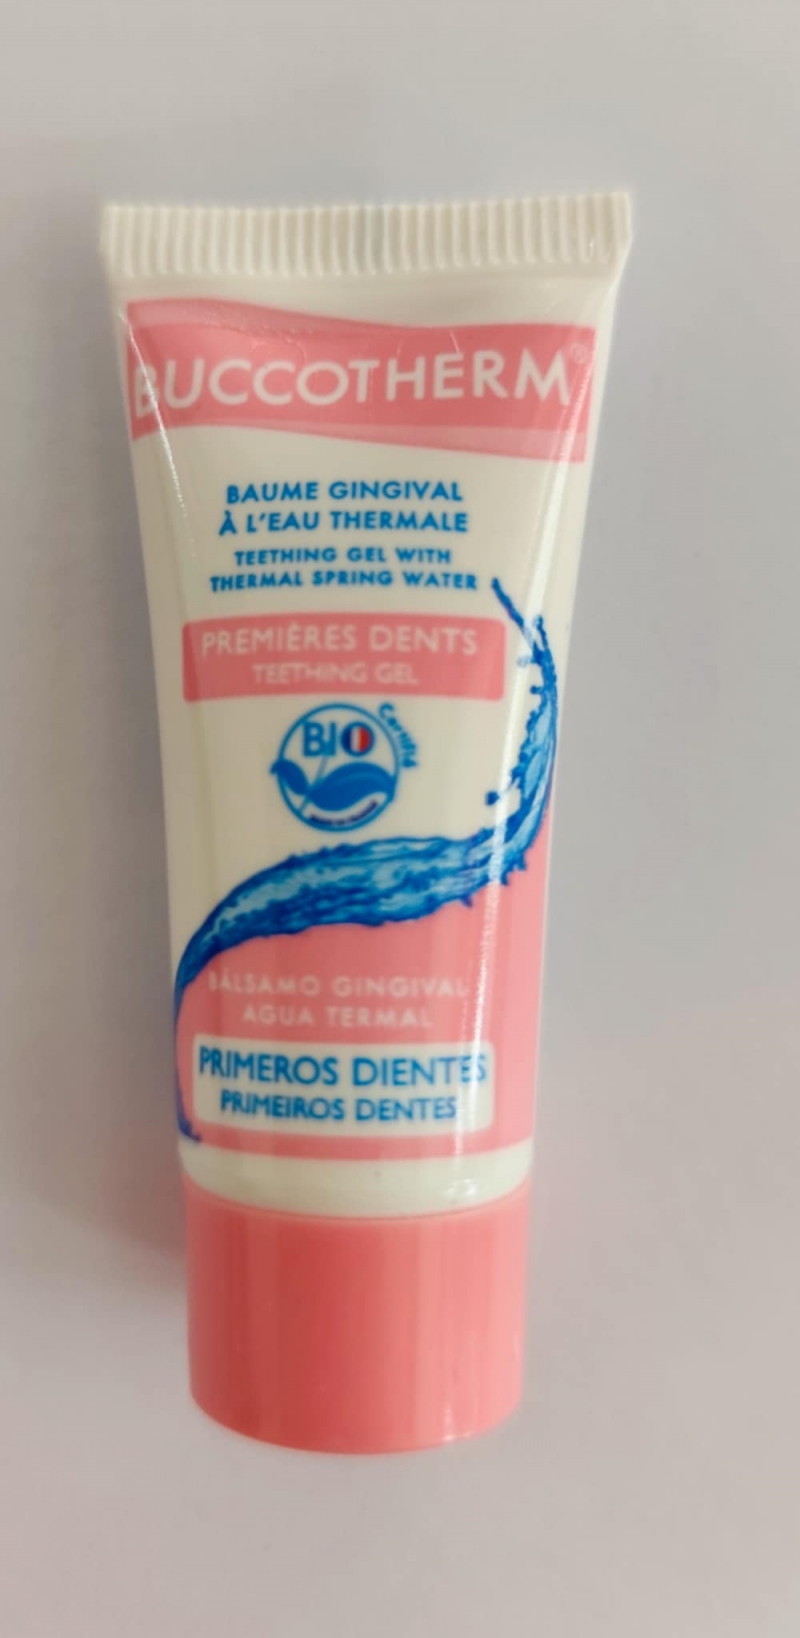 BUCCOTHERM®
BAUME GINGIVAL
À L'EAU THERMALE
TEETHING GEL WITH
THERMAL SPRING WATER
PREMIÈRES DENTS
TEETHING GEL
BIO
Certifié
BÁLSAMO GINGIVAL
AGUA TERMAL
PRIMEROS DIENTES
PRIMEIROS DENTES